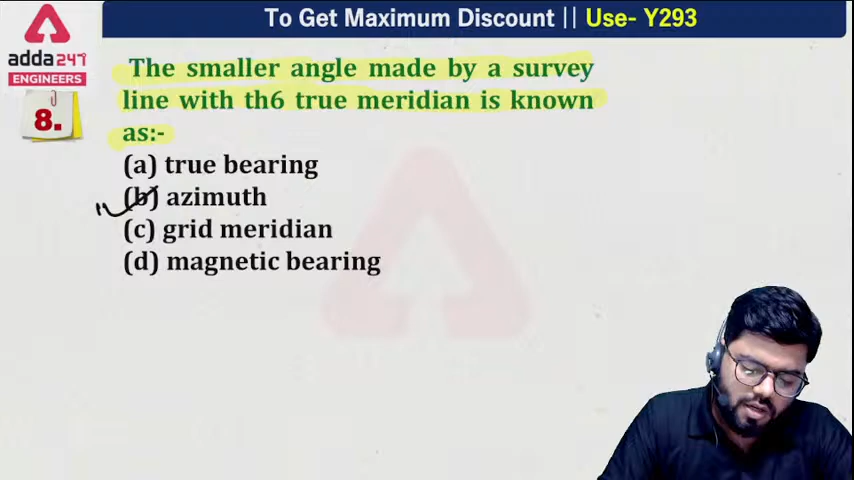 To Get Maximum Discount || Use- Y293
adda247
ENGINEERS
8.
The smaller angle made by a survey
line with th6 true meridian is known
as:-
(a) true bearing
(b) azimuth
(c) grid meridian
(d) magnetic bearing